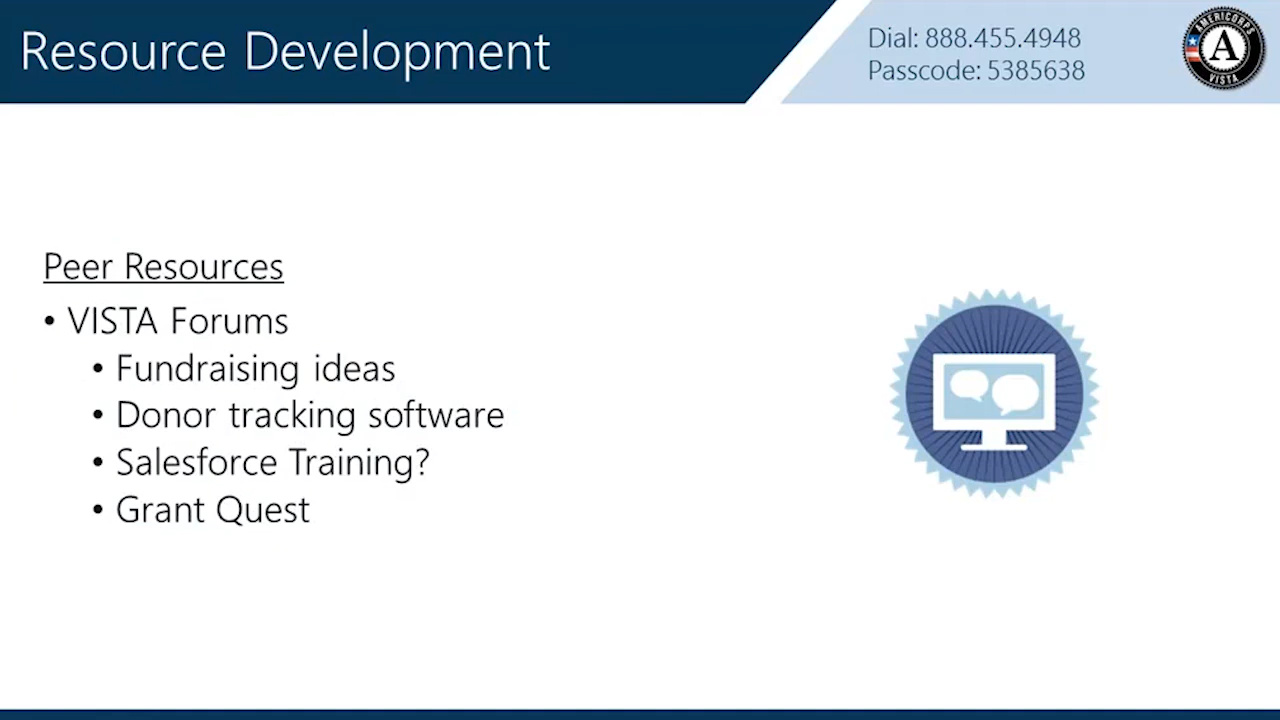 Resource Development
Dial: 888.455.4948
Passcode: 5385638
AMERICORPS
A
VISTA
Peer Resources
• VISTA Forums
• Fundraising ideas
• Donor tracking software
• Salesforce Training?
• Grant Quest